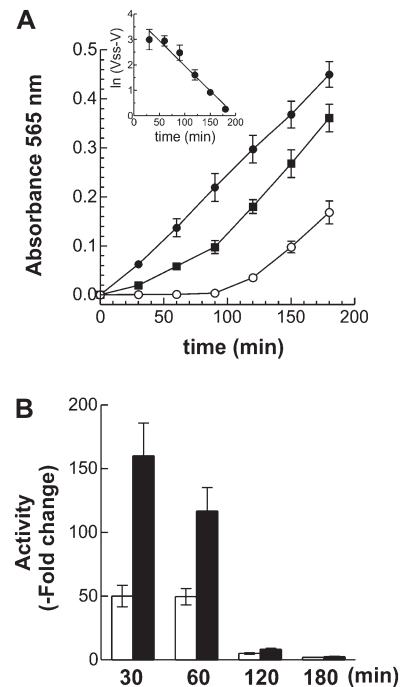 A
Absorbance 565 nm
0.5
0.4
0.3
0.2
0.1
0.0
0 50 100 150 200
time (min)
ln (Vss-V)
4
3
2
1
0
0 50 100 150 200
time (min)
B
Activity
(-Fold change)
200
150
100
50
0
30 60 120 180 (min)